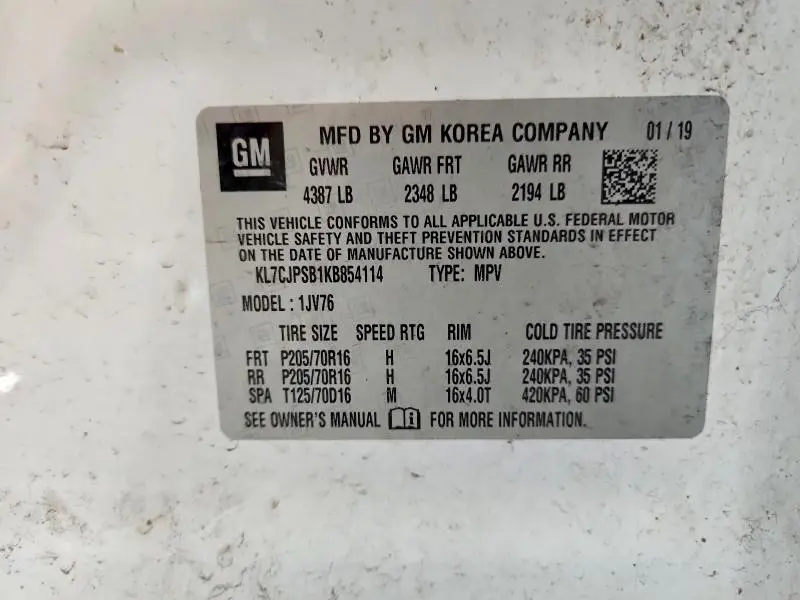 GM MFD BY GM KOREA COMPANY 01 / 19
GVWR GAWR FRT GAWR RR
4387 LB 2348 LB 2194 LB
THIS VEHICLE CONFORMS TO ALL APPLICABLE U.S. FEDERAL MOTOR
VEHICLE SAFETY AND THEFT PREVENTION STANDARDS IN EFFECT
ON THE DATE OF MANUFACTURE SHOWN ABOVE.
KL7CJPSB1KB854114 TYPE: MPV
MODEL : 1JV76
TIRE SIZE SPEED RTG RIM COLD TIRE PRESSURE
FRT P205/70R16 H 16x6.5J 240KPA, 35 PSI
RR P205/70R16 H 16x6.5J 240KPA, 35 PSI
SPA T125/70D16 M 16x4.0T 420KPA, 60 PSI
SEE OWNER'S MANUAL i FOR MORE INFORMATION.